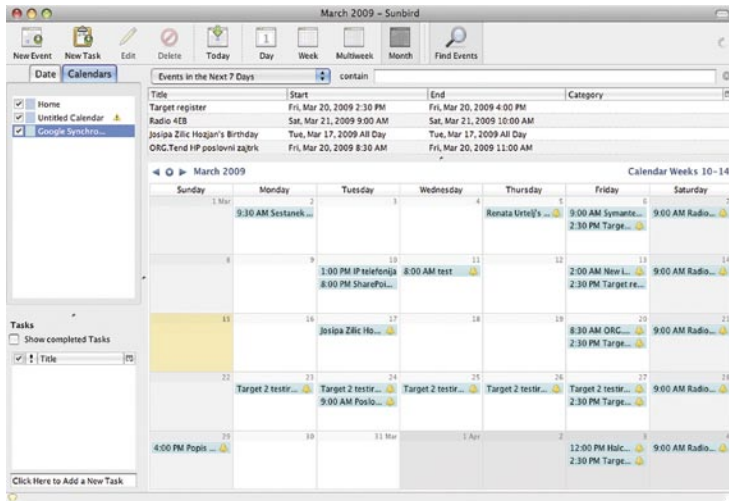 March 2009 – Sunbird
New Event New Task Edit Delete Today Day Week Multiweek Month Find Events
Date Calendars
Events in the Next 7 Days contain
Home
Untitled Calendar
Google Synchro...
Title Start End Category
Target register Fri, Mar 20, 2009 2:30 PM Fri, Mar 20, 2009 4:00 PM
Radio 4EB Sat, Mar 21, 2009 9:00 AM Sat, Mar 21, 2009 10:00 AM
Josipa Zilic Hozjan's Birthday Tue, Mar 17, 2009 All Day Tue, Mar 17, 2009 All Day
ORG.Tend HP poslovni zajtrk Fri, Mar 20, 2009 8:30 AM Fri, Mar 20, 2009 11:00 AM
March 2009 Calendar Weeks 10-14
Sunday Monday Tuesday Wednesday Thursday Friday Saturday
1 Mar 2 3 4 5 6 7
9:30 AM Sestanek ... Renata Urtelj's ... 9:00 AM Symante... 9:00 AM Radio...
2:30 PM Targe...
8 9 10 11 12 13 14
1:00 PM IP telefonija 8:00 AM test 2:00 AM New i... 9:00 AM Radio...
8:00 PM SharePoi... 2:30 PM Target re...
15 16 17 18 19 20 21
Josipa Zilic Ho... 8:30 AM ORG.... 9:00 AM Radio...
2:30 PM Targe...
22 23 24 25 26 27 28
Target 2 testir... Target 2 testir... Target 2 testir... Target 2 testir... Target 2 testir... 9:00 AM Radio...
9:00 AM Poslo... 2:30 PM Targe...
29 30 31 Mar 1 Apr 2 3 4
4:00 PM Popis ... 12:00 PM Halc... 9:00 AM Radio...
2:30 PM Targe...
Tasks
Show completed Tasks
! Title
Click Here to Add a New Task